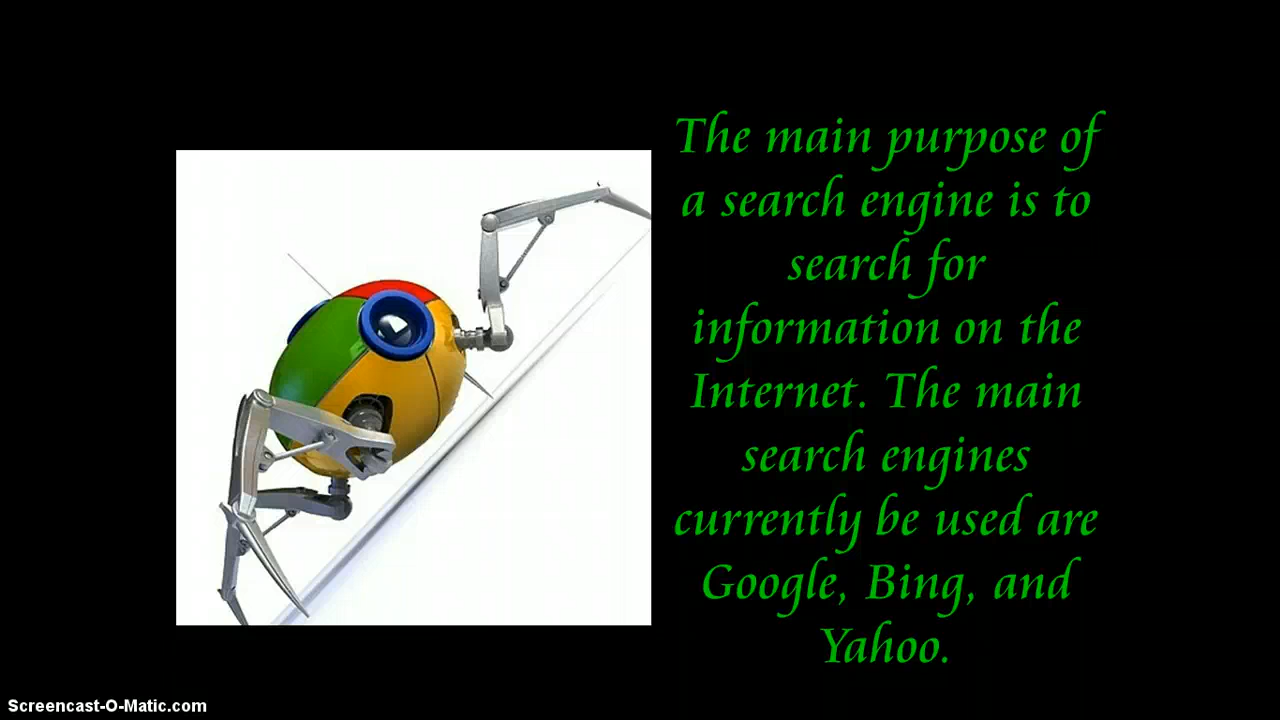 The main purpose of
a search engine is to
search for
information on the
Internet. The main
search engines
currently be used are
Google, Bing, and
Yahoo.
Screencast-O-Matic.com